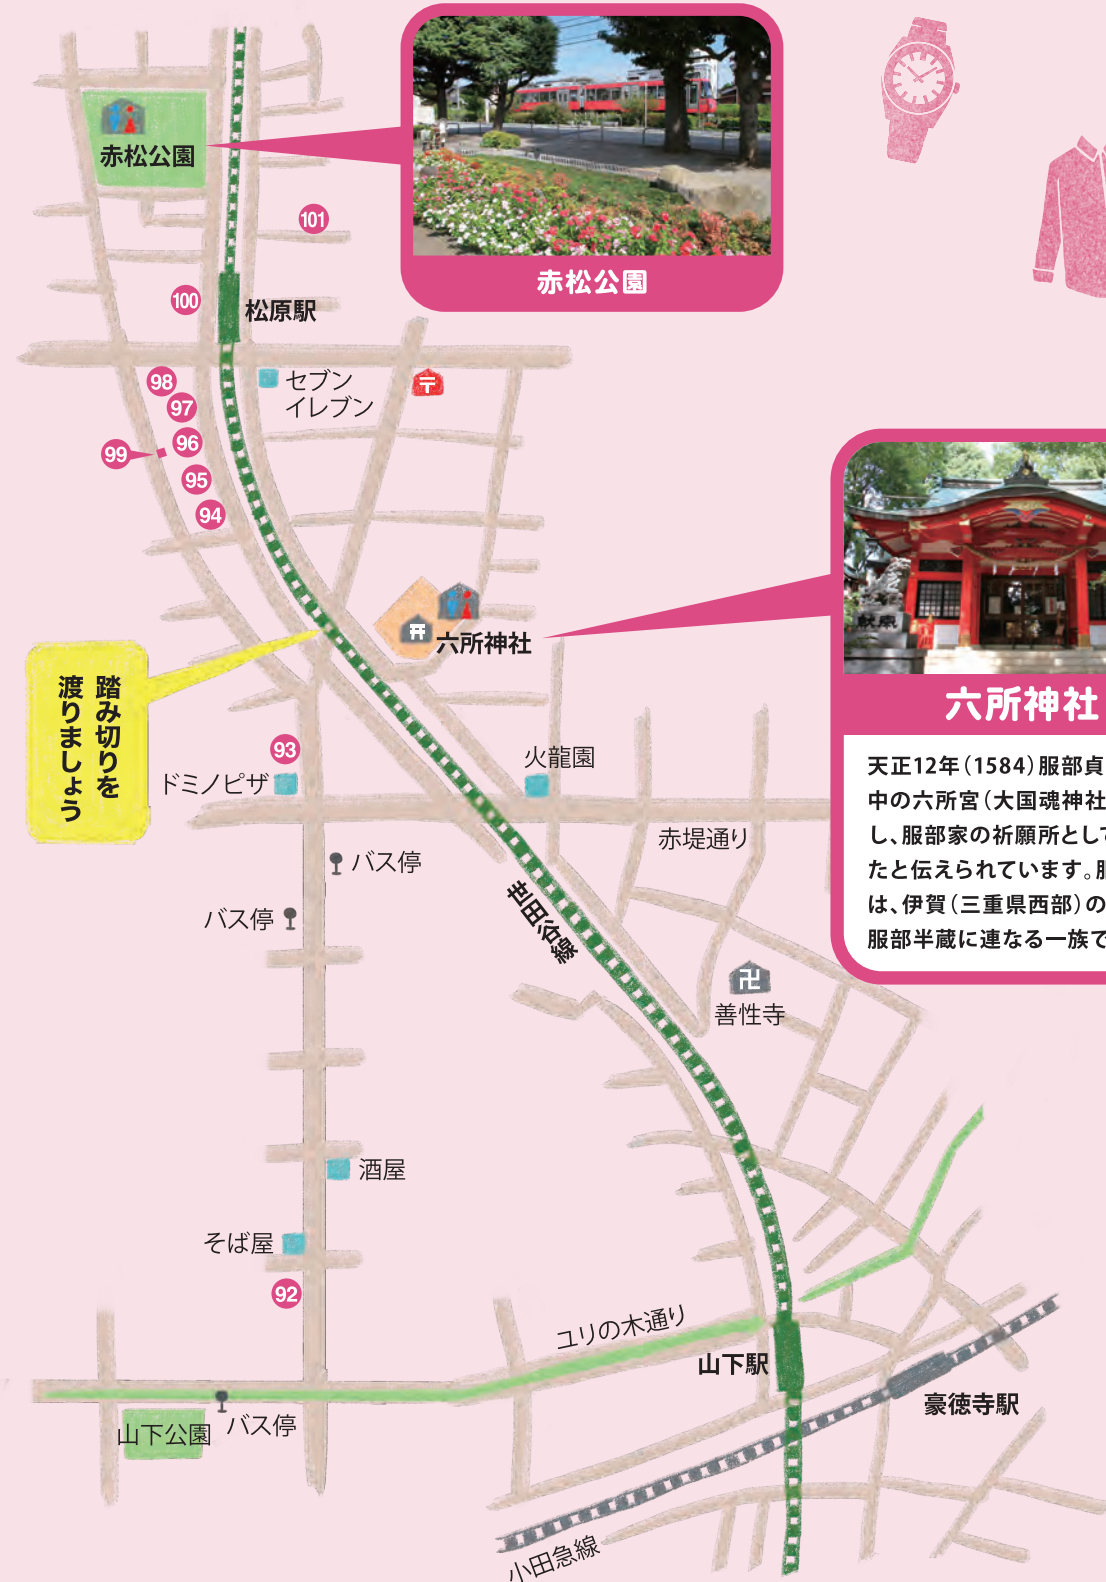 赤松公園
赤松公園
101
100
松原駅
98
97
96
99
95
94
セブン
イレブン
〒
六所神社
踏み切りを
渡りましょう
93
ドミノピザ
火龍園
赤堤通り
バス停
バス停
世田谷線
卍
善性寺
酒屋
そば屋
92
ユリの木通り
山下駅
豪徳寺駅
山下公園
バス停
小田急線
献
六所神社
天正12年(1584)服部貞
中の六所宮(大国魂神社
し、服部家の祈願所として
たと伝えられています。服
は、伊賀(三重県西部)の
服部半蔵に連なる一族で